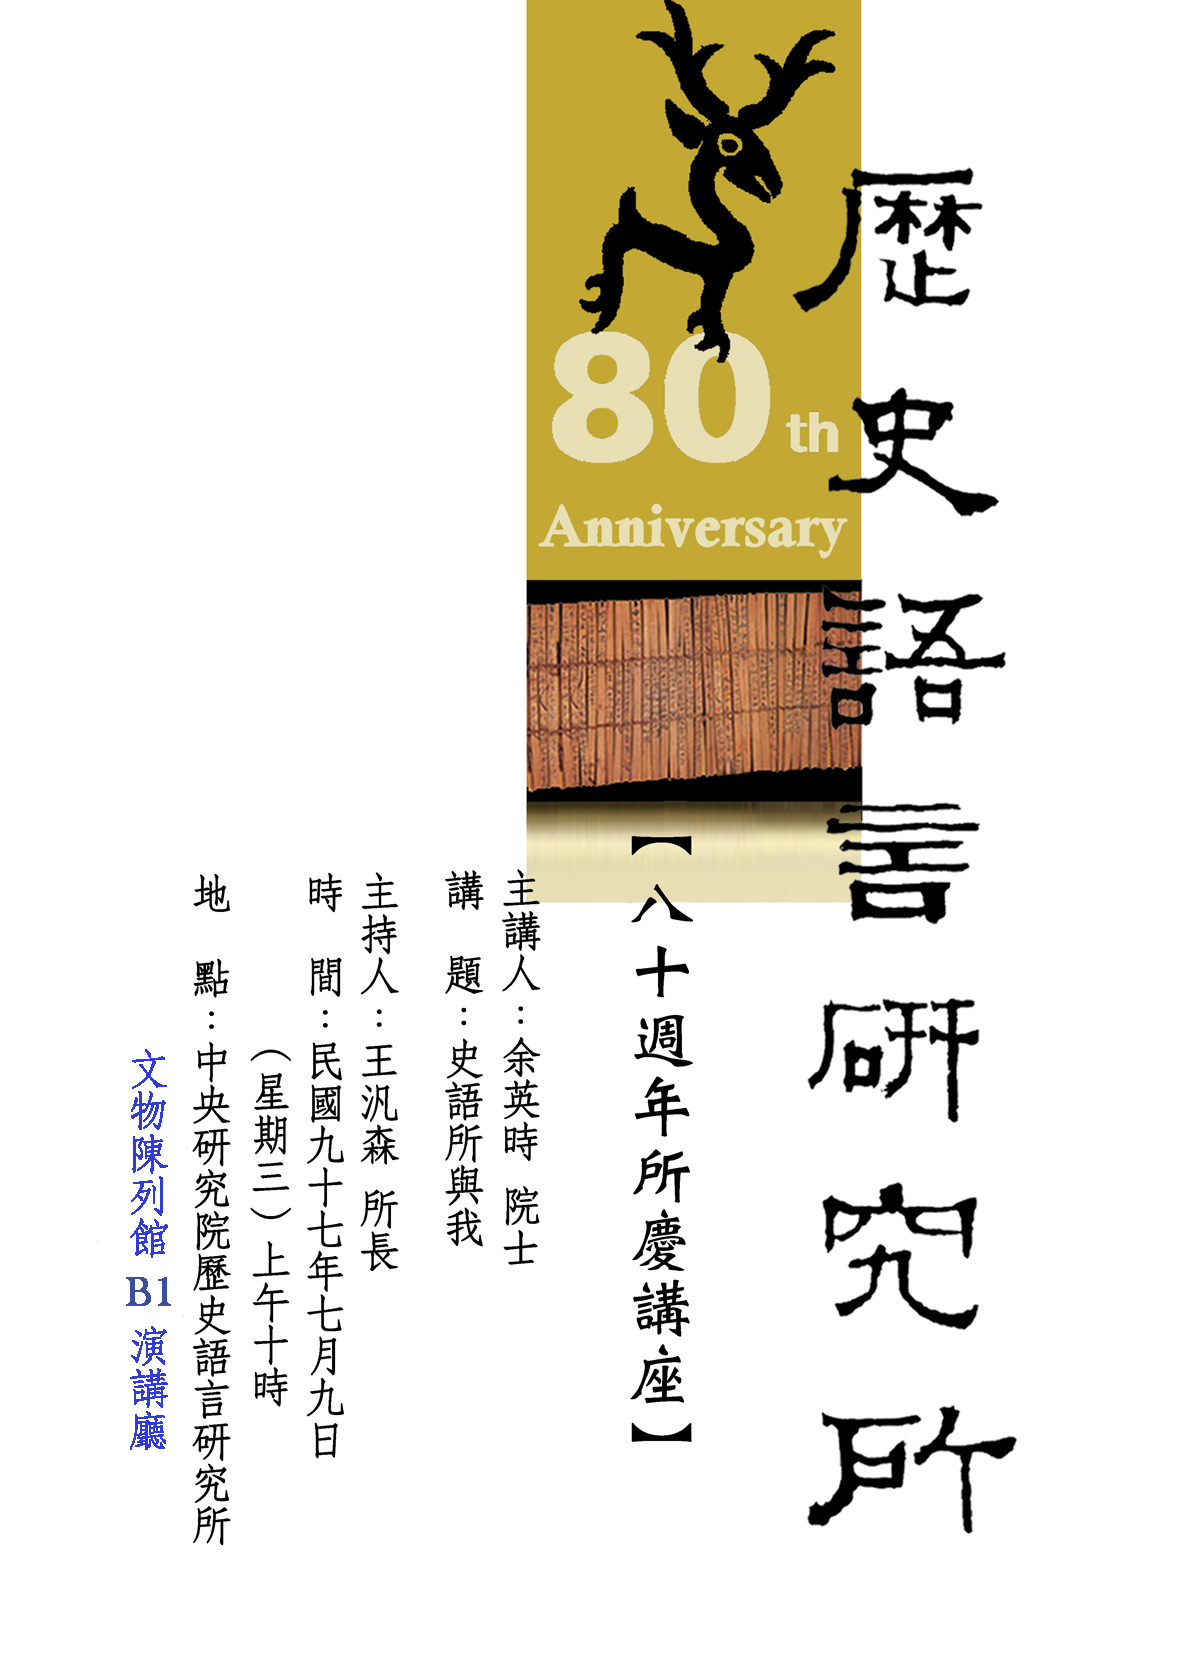 歷史語言研究所
80th
Anniversary
【八十週年所慶講座】
主講人：余英時 院士
講 題：史語所與我
主持人：王汎森 所長
時 間：民國九十七年七月九日
（星期三）上午十時
地 點：中央研究院歷史語言研究所
文物陳列館 B1 演講廳